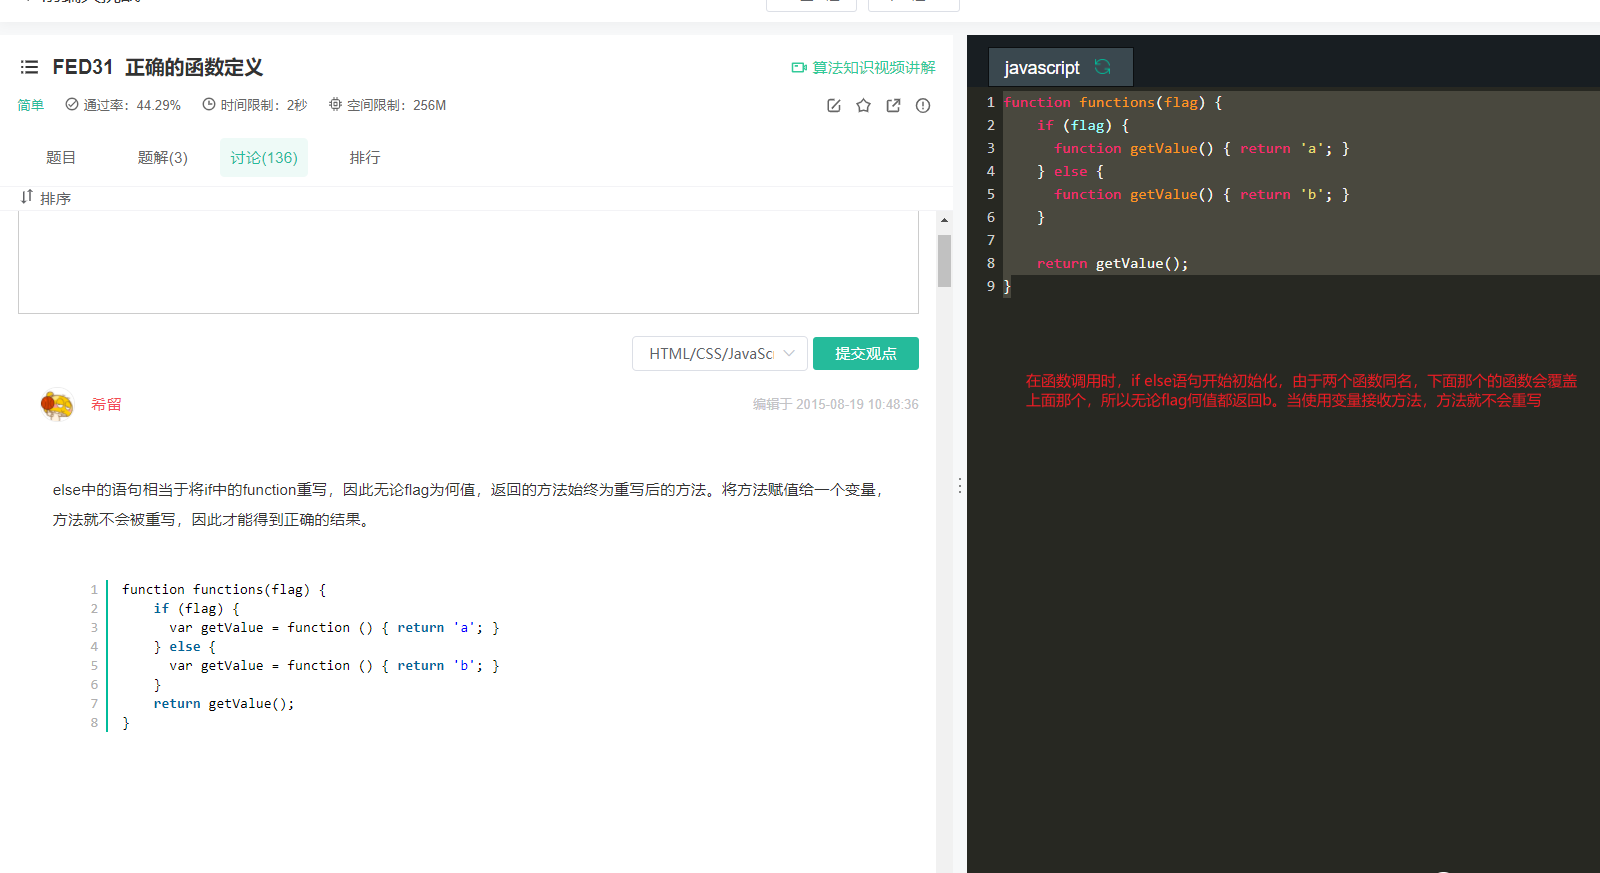 FED31 正确的函数定义
算法知识视频讲解
简单 通过率：44.29% 时间限制：2秒 空间限制：256M
题目 题解(3) 讨论(136) 排行
排序
HTML/CSS/JavaSc
提交观点
希留
编辑于 2015-08-19 10:48:36
else中的语句相当于将if中的function重写，因此无论flag为何值，返回的方法始终为重写后的方法。将方法赋值给一个变量，
方法就不会被重写，因此才能得到正确的结果。
1 function functions(flag) {
2     if (flag) {
3       var getValue = function () { return 'a'; }
4     } else {
5       var getValue = function () { return 'b'; }
6     }
7     return getValue();
8 }
javascript
1 function functions(flag) {
2     if (flag) {
3       function getValue() { return 'a'; }
4     } else {
5       function getValue() { return 'b'; }
6     }
7
8     return getValue();
9 }
在函数调用时，if else语句开始初始化，由于两个函数同名，下面那个的函数会覆盖
上面那个，所以无论flag何值都返回b。当使用变量接收方法，方法就不会重写